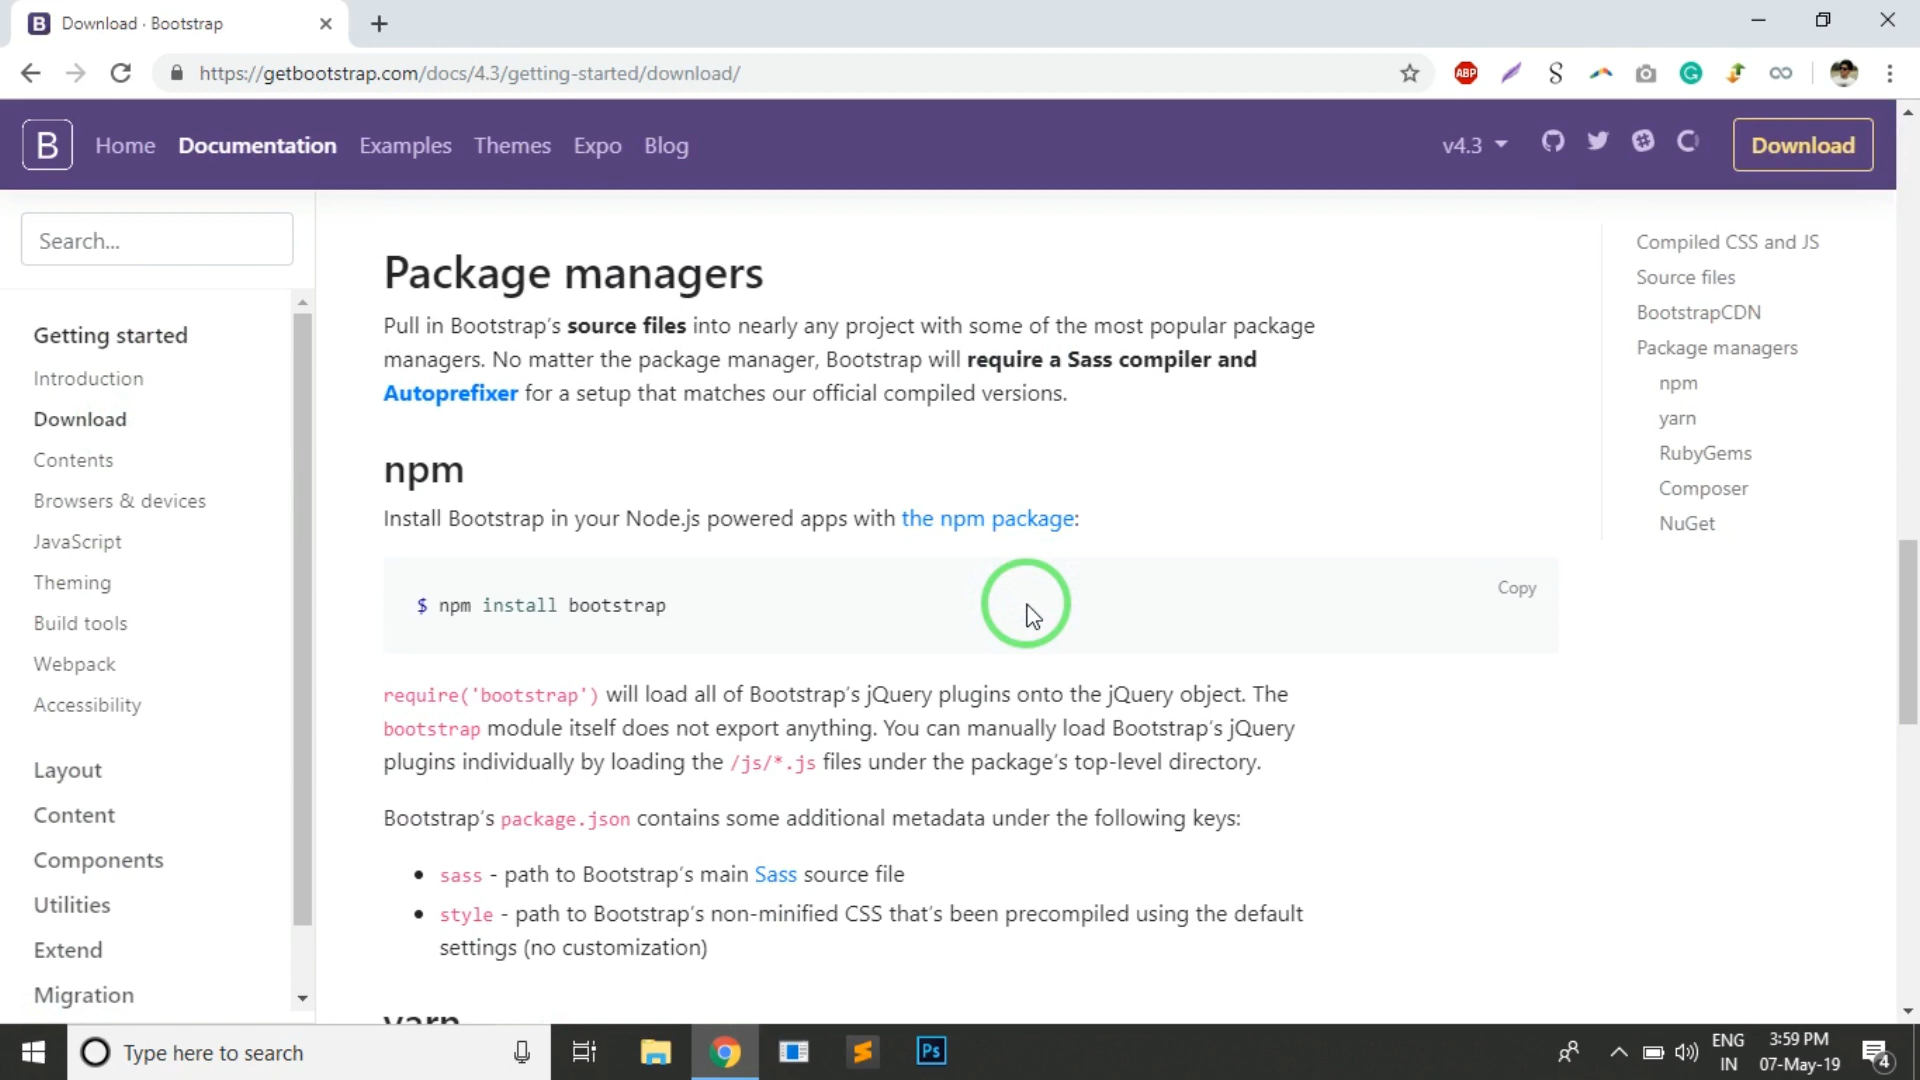 B Download · Bootstrap
https://getbootstrap.com/docs/4.3/getting-started/download/
ABP
B Home Documentation Examples Themes Expo Blog v4.3 Download
Search...
Getting started
Introduction
Download
Contents
Browsers & devices
JavaScript
Theming
Build tools
Webpack
Accessibility
Layout
Content
Components
Utilities
Extend
Migration
Package managers
Pull in Bootstrap's source files into nearly any project with some of the most popular package
managers. No matter the package manager, Bootstrap will require a Sass compiler and
Autoprefixer for a setup that matches our official compiled versions.
npm
Install Bootstrap in your Node.js powered apps with the npm package:
Copy
$ npm install bootstrap
require('bootstrap') will load all of Bootstrap's jQuery plugins onto the jQuery object. The
bootstrap module itself does not export anything. You can manually load Bootstrap's jQuery
plugins individually by loading the /js/*.js files under the package's top-level directory.
Bootstrap's package.json contains some additional metadata under the following keys:
• sass - path to Bootstrap's main Sass source file
• style - path to Bootstrap's non-minified CSS that's been precompiled using the default
settings (no customization)
yarn
Compiled CSS and JS
Source files
BootstrapCDN
Package managers
npm
yarn
RubyGems
Composer
NuGet
Type here to search
Ps
ENG
IN
3:59 PM
07-May-19
4